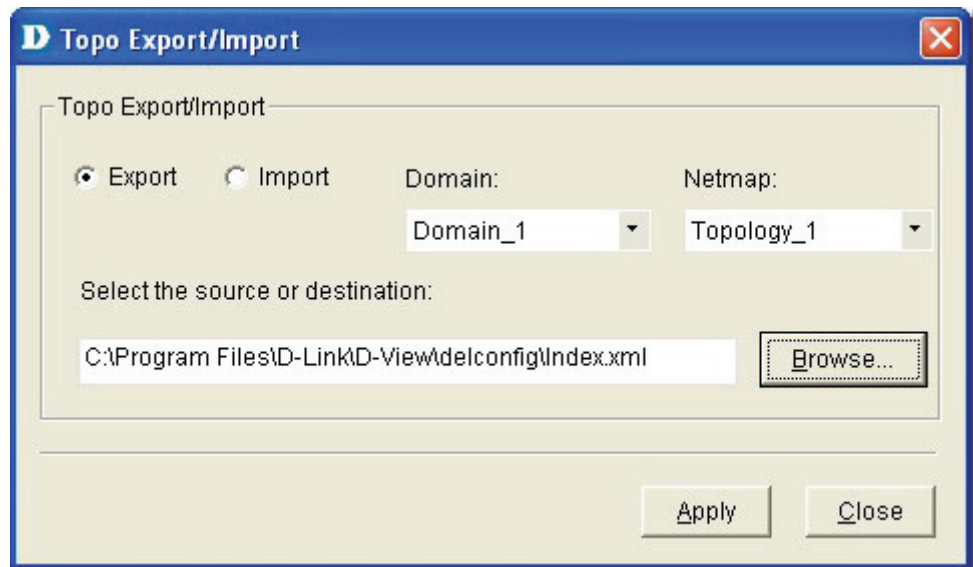 D Topo Export/Import
Topo Export/Import
Export Import Domain: Netmap:
Domain_1 Topology_1
Select the source or destination:
C:\Program Files\D-Link\D-View\delconfig\Index.xml Browse...
Apply Close